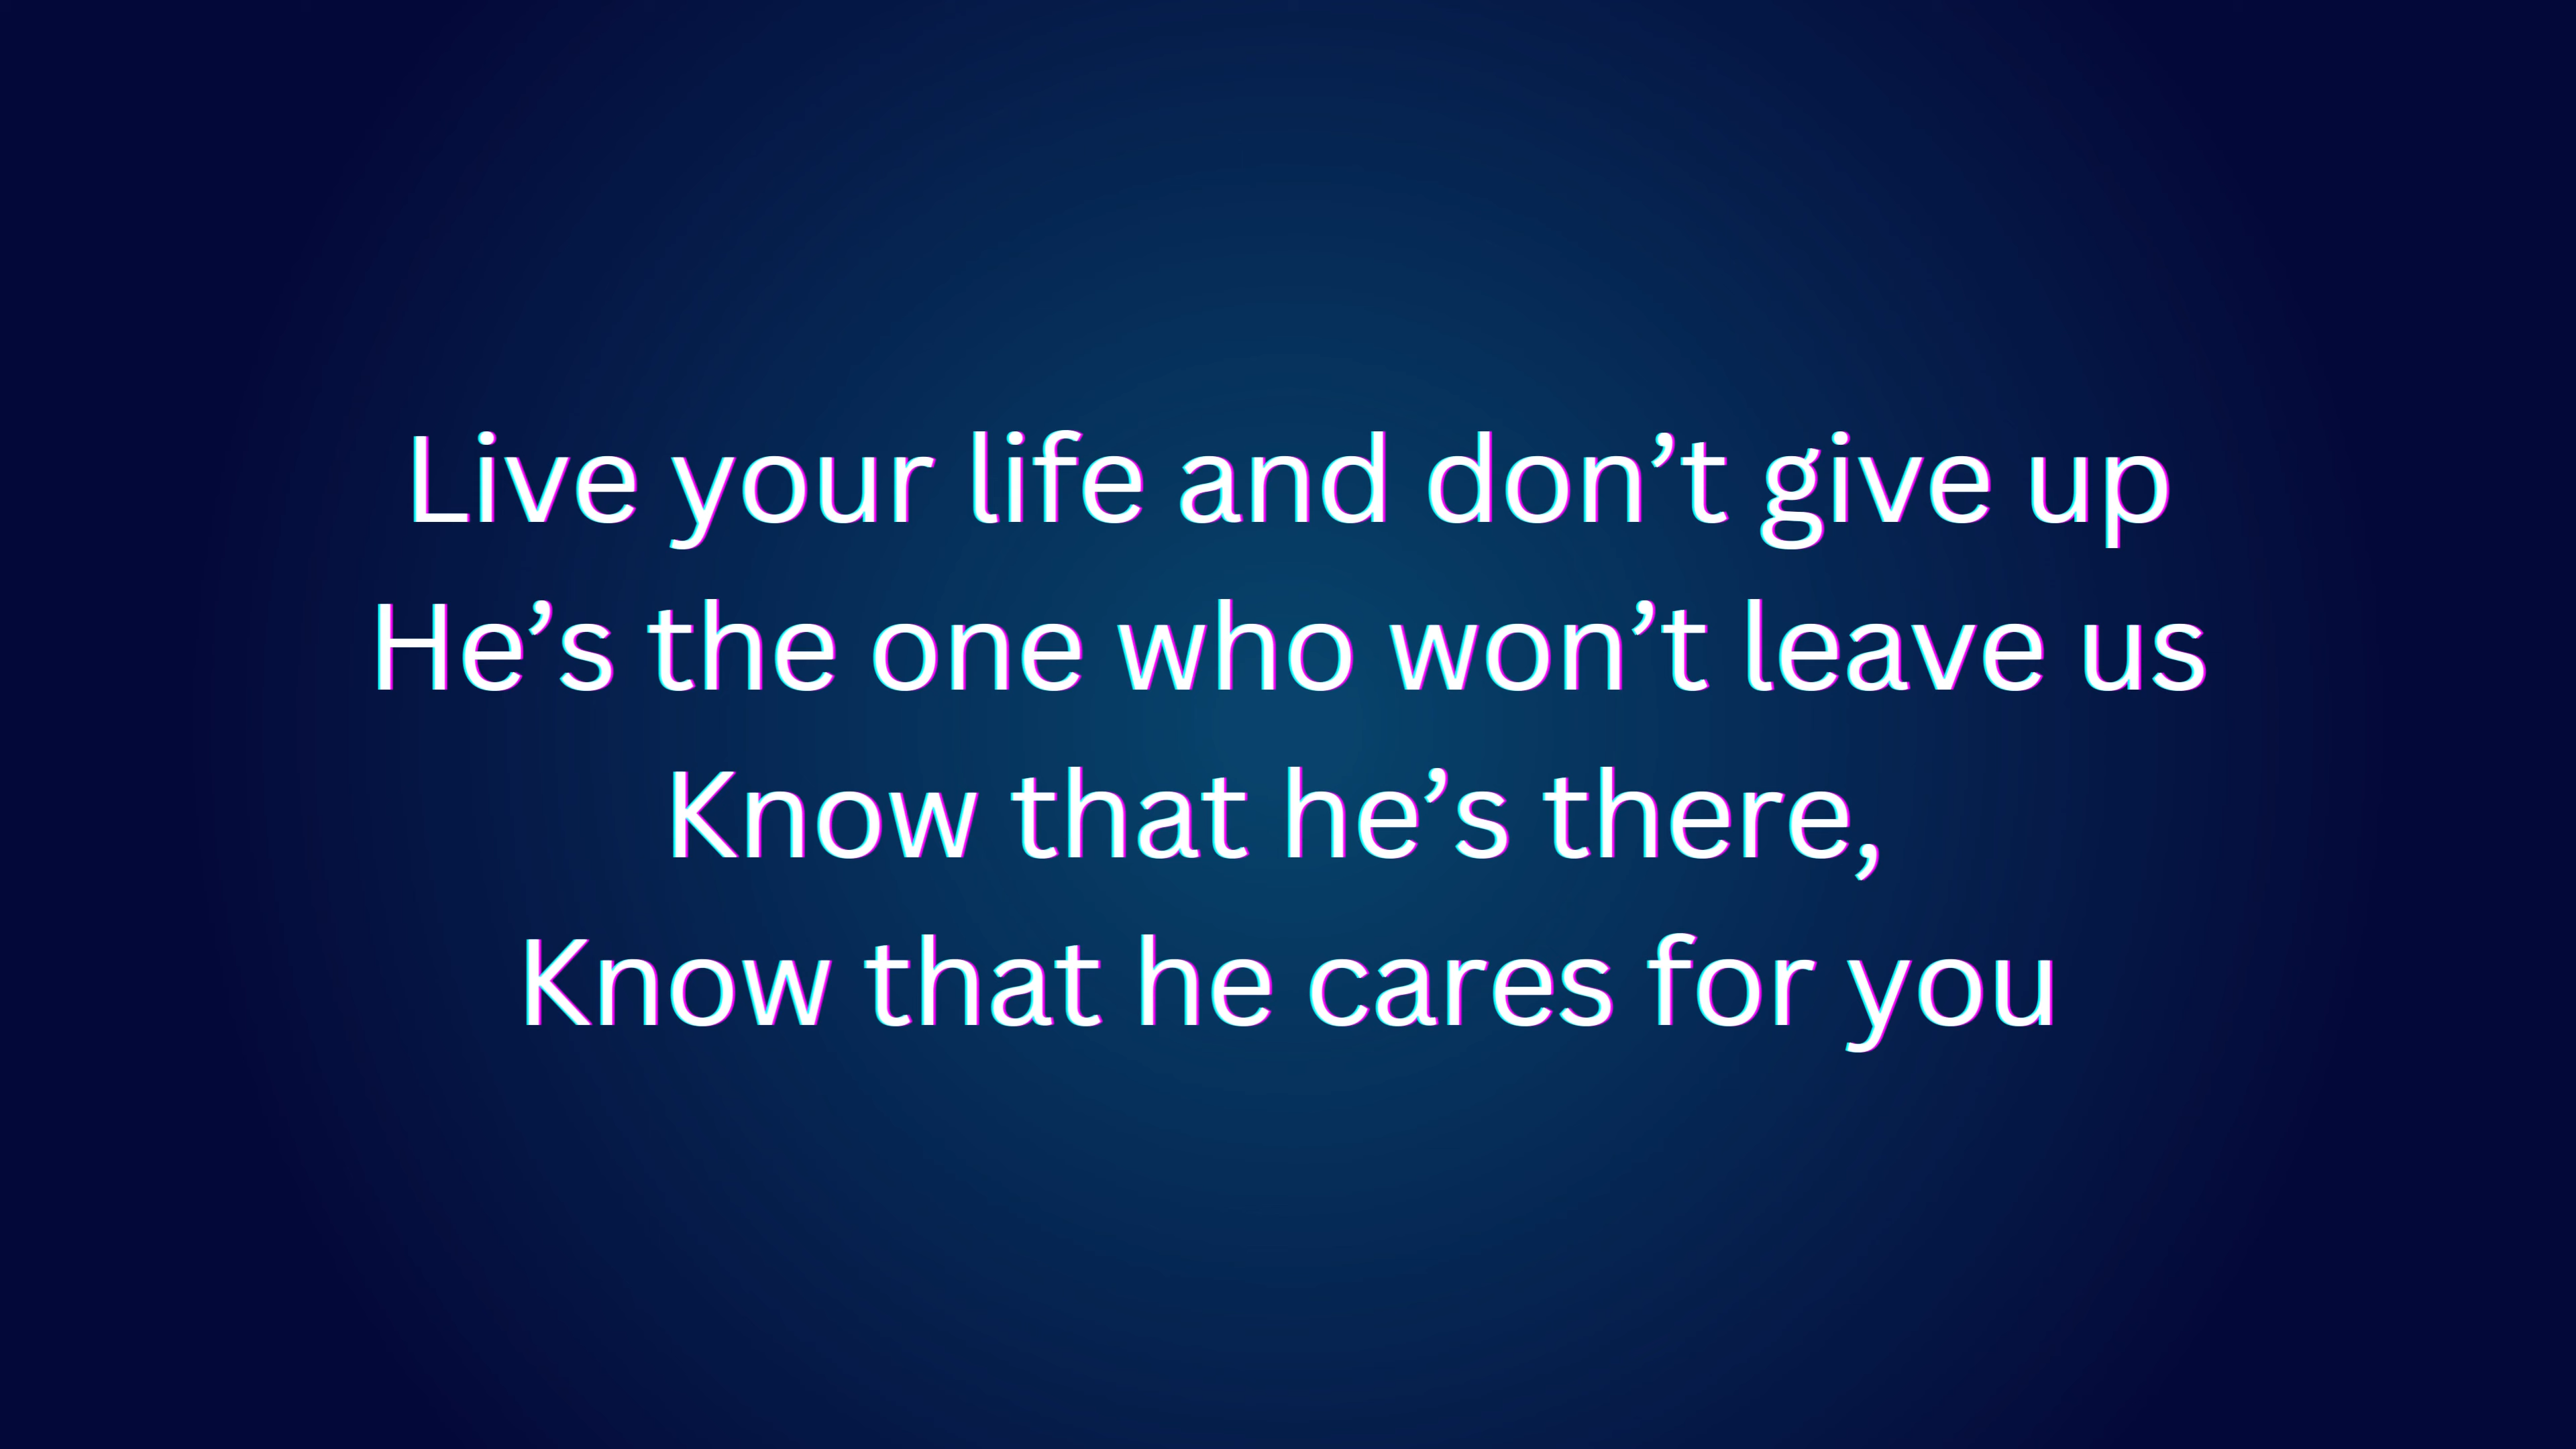 Live your life and don’t give up
He’s the one who won’t leave us
Know that he’s there,
Know that he cares for you